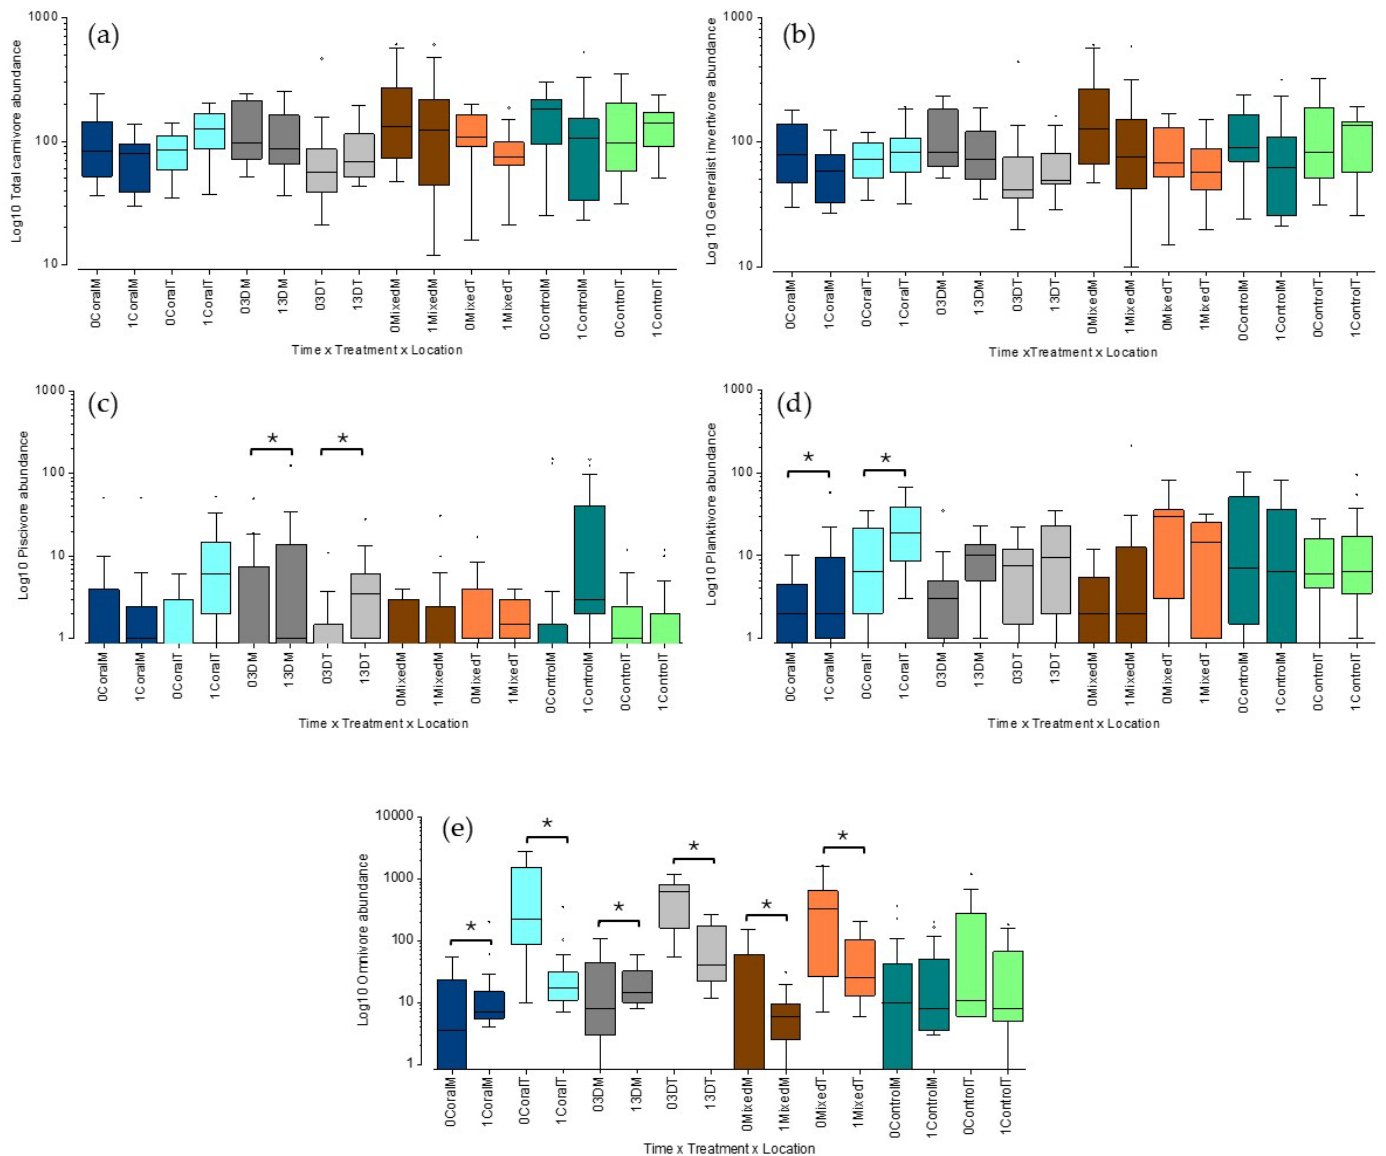 (a)
Log10 Total carnivore abundance
1000
100
10
0CoralM
1CoralM
0CoralT
1CoralT
03DM
13DM
03DT
13DT
0MixedM
1MixedM
0MixedT
1MixedT
0ControlM
1ControlM
0ControlT
1ControlT
Time x Treatment x Location
(b)
Log 10 Generalist invertivore abundance
1000
100
10
0CoralM
1CoralM
0CoralT
1CoralT
03DM
13DM
03DT
13DT
0MixedM
1MixedM
0MixedT
1MixedT
0ControlM
1ControlM
0ControlT
1ControlT
Time xTreatment x Location
(c)
Log10 Piscivore abundance
1000
100
10
1
*
*
0CoralM
1CoralM
0CoralT
1CoralT
03DM
13DM
03DT
13DT
0MixedM
1MixedM
0MixedT
1MixedT
0ControlM
1ControlM
0ControlT
1ControlT
Time x Treatment x Location
(d)
Log10 Planktivore abundance
1000
100
10
1
*
*
0CoralM
1CoralM
0CoralT
1CoralT
03DM
13DM
03DT
13DT
0MixedM
1MixedM
0MixedT
1MixedT
0ControlM
1ControlM
0ControlT
1ControlT
Time x Treatment x Location
(e)
Log10 Omnivore abundance
10000
1000
100
10
1
*
*
*
*
*
*
0CoralM
1CoralM
0CoralT
1CoralT
03DM
13DM
03DT
13DT
0MixedM
1MixedM
0MixedT
1MixedT
0ControlM
1ControlM
0ControlT
1ControlT
Time x Treatment x Location